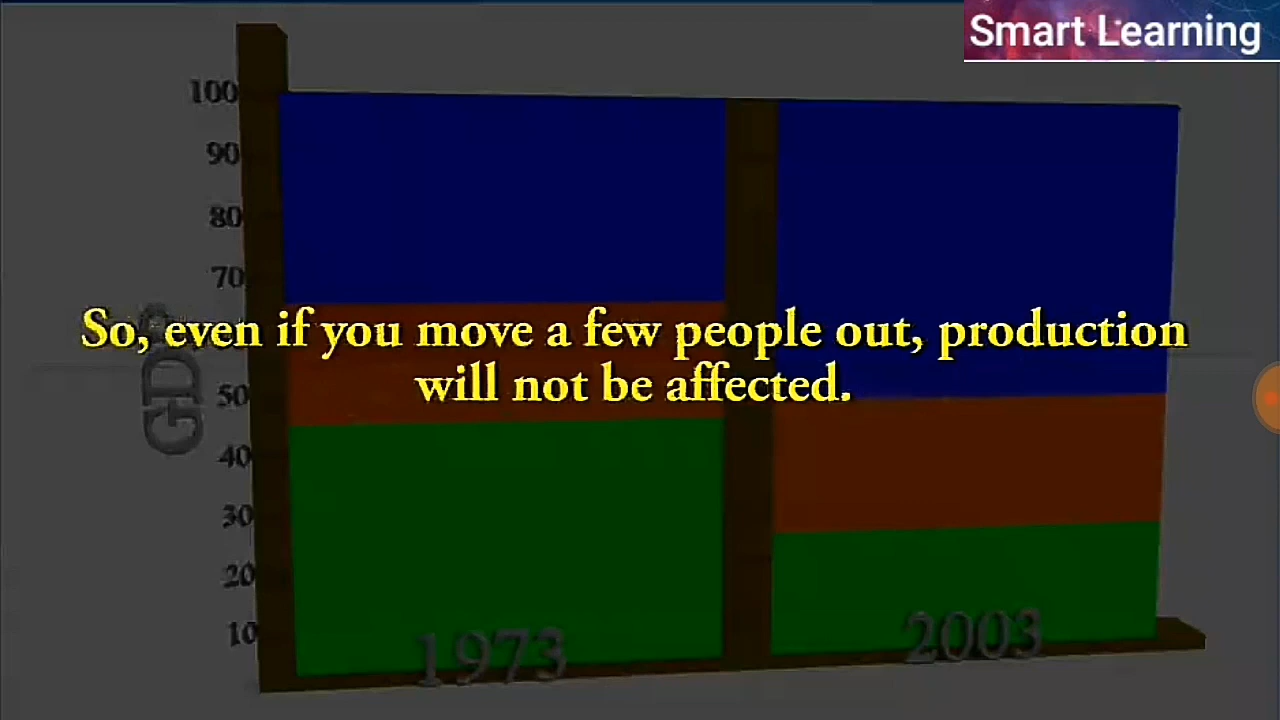 Smart Learning
100
90
80
70
So, even if you move a few people out, production
will not be affected.
50
40
30
20
10
GDP
1973
2003